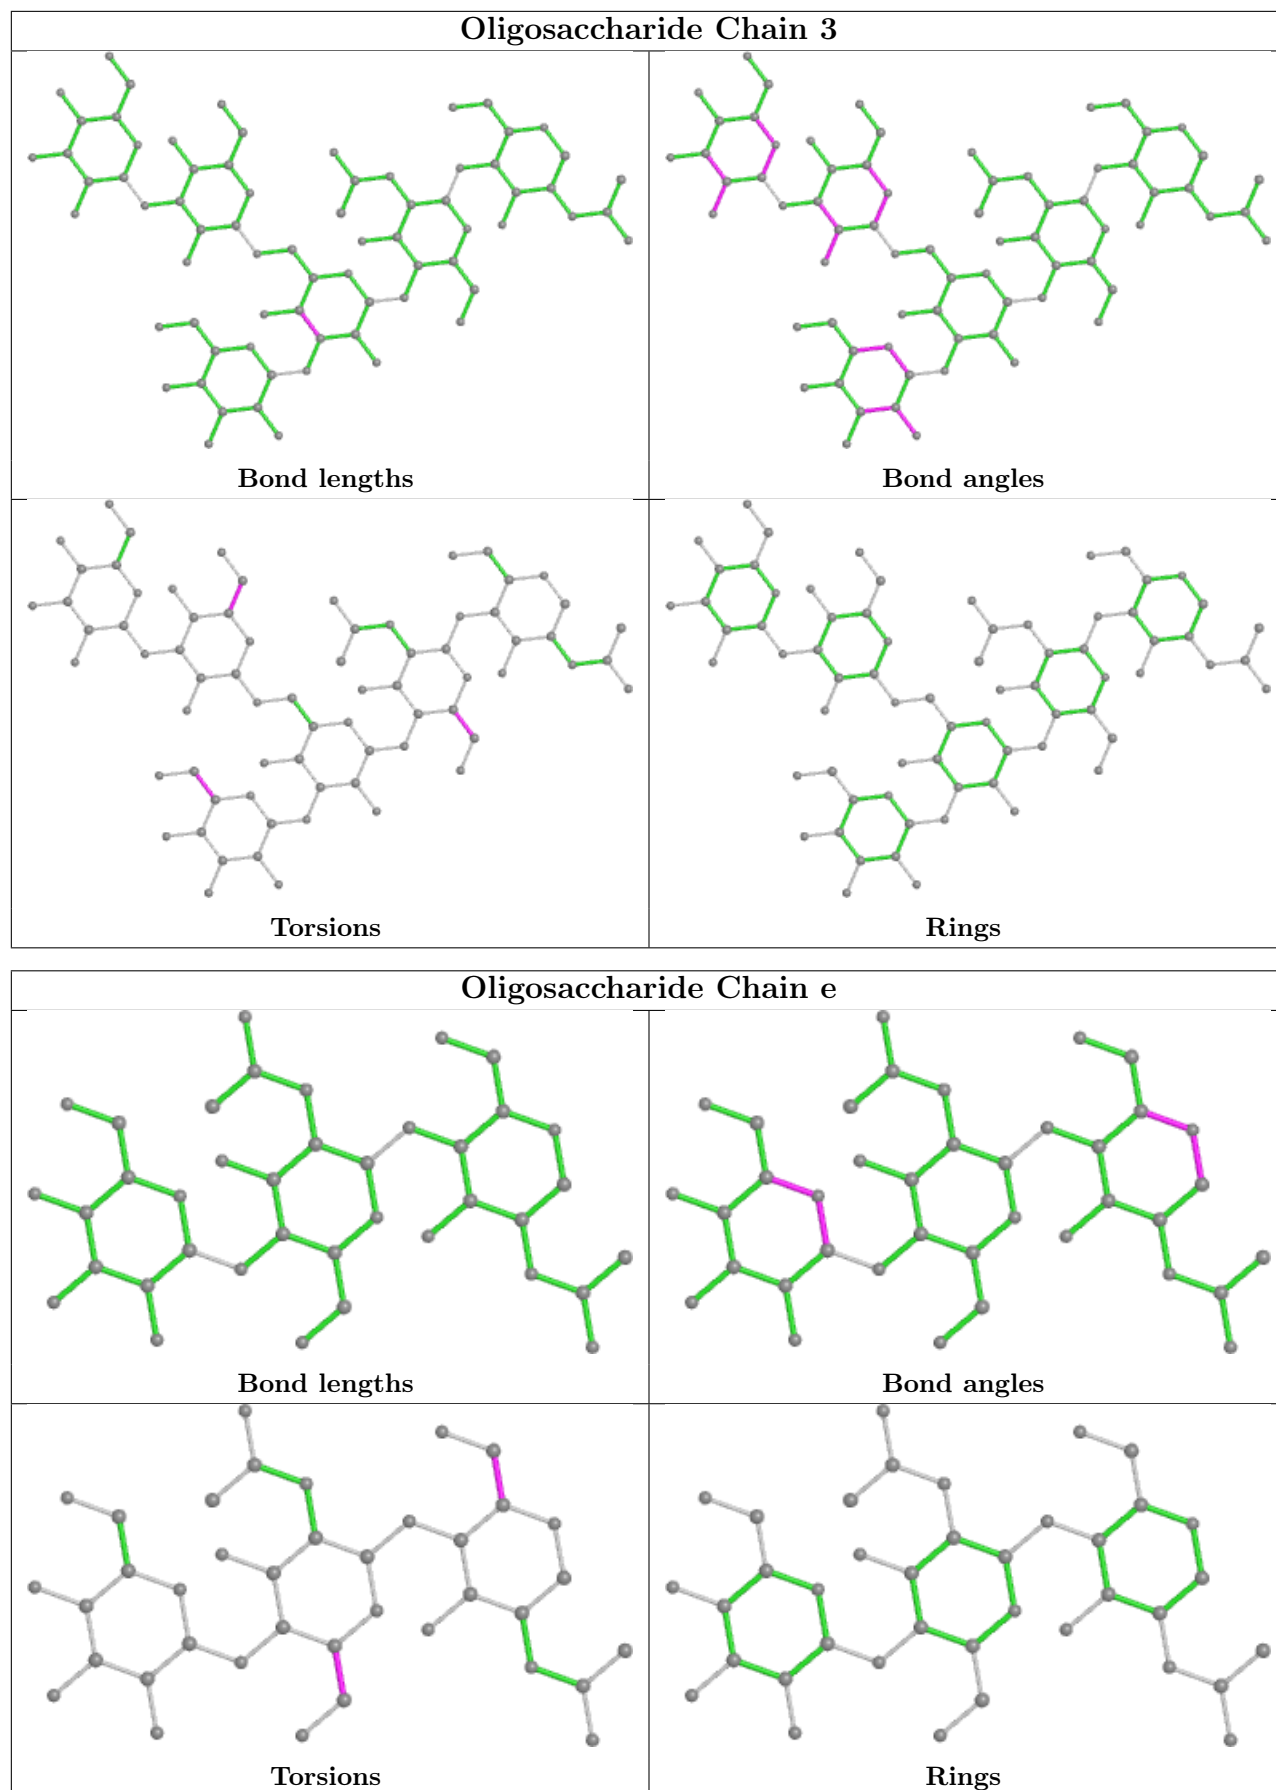 Oligosaccharide Chain 3
Bond lengths
Bond angles
Torsions
Rings
Oligosaccharide Chain e
Bond lengths
Bond angles
Torsions
Rings